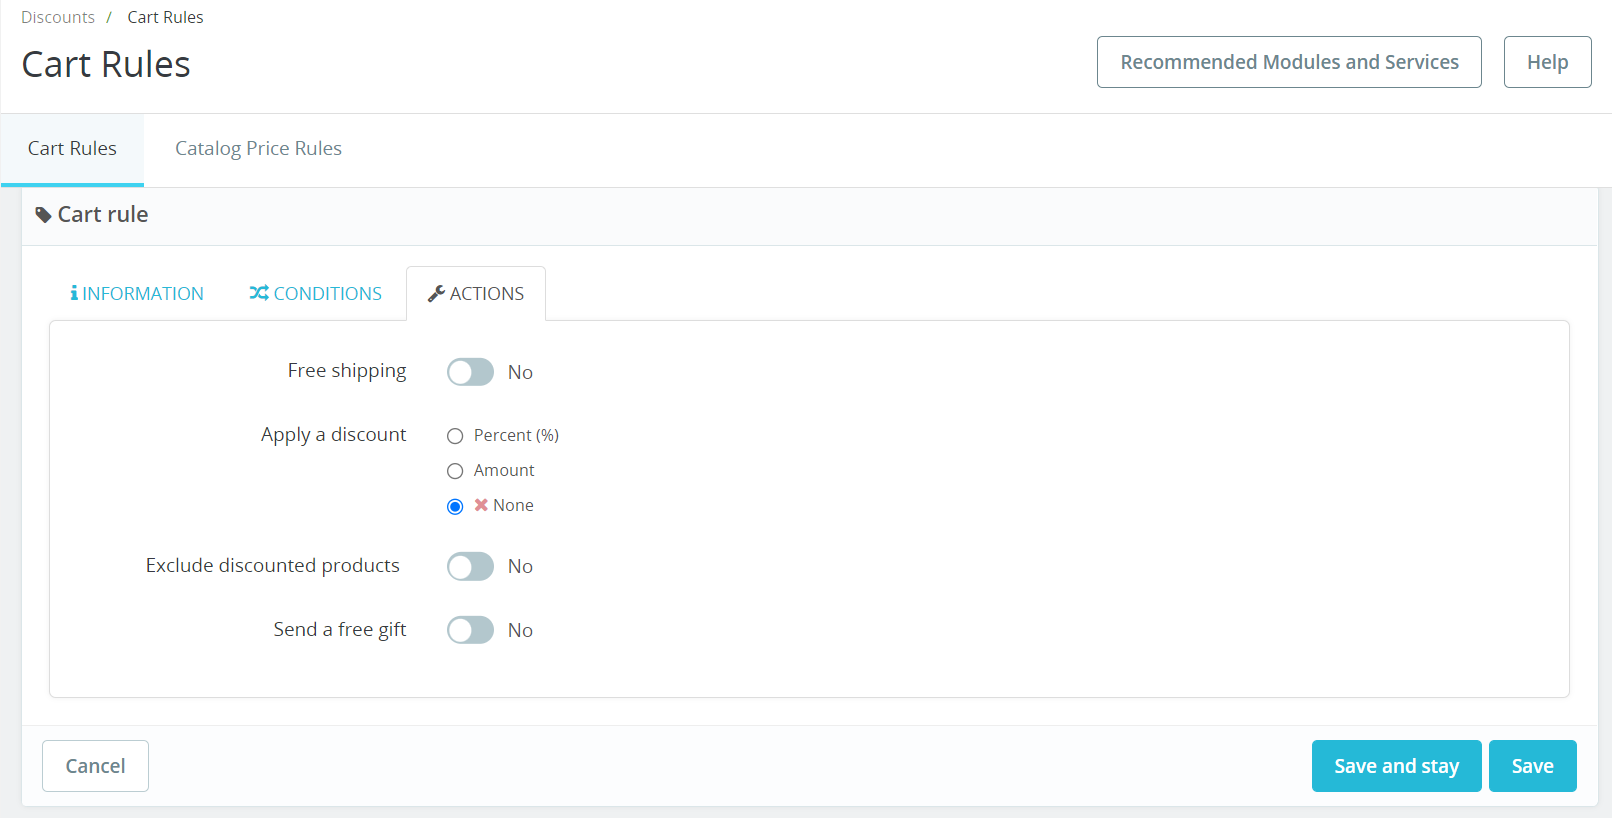 Discounts / Cart Rules
Cart Rules
Recommended Modules and Services
Help
Cart Rules
Catalog Price Rules
Cart rule
INFORMATION
CONDITIONS
ACTIONS
Free shipping
No
Apply a discount
Percent (%)
Amount
None
Exclude discounted products
No
Send a free gift
No
Cancel
Save and stay
Save